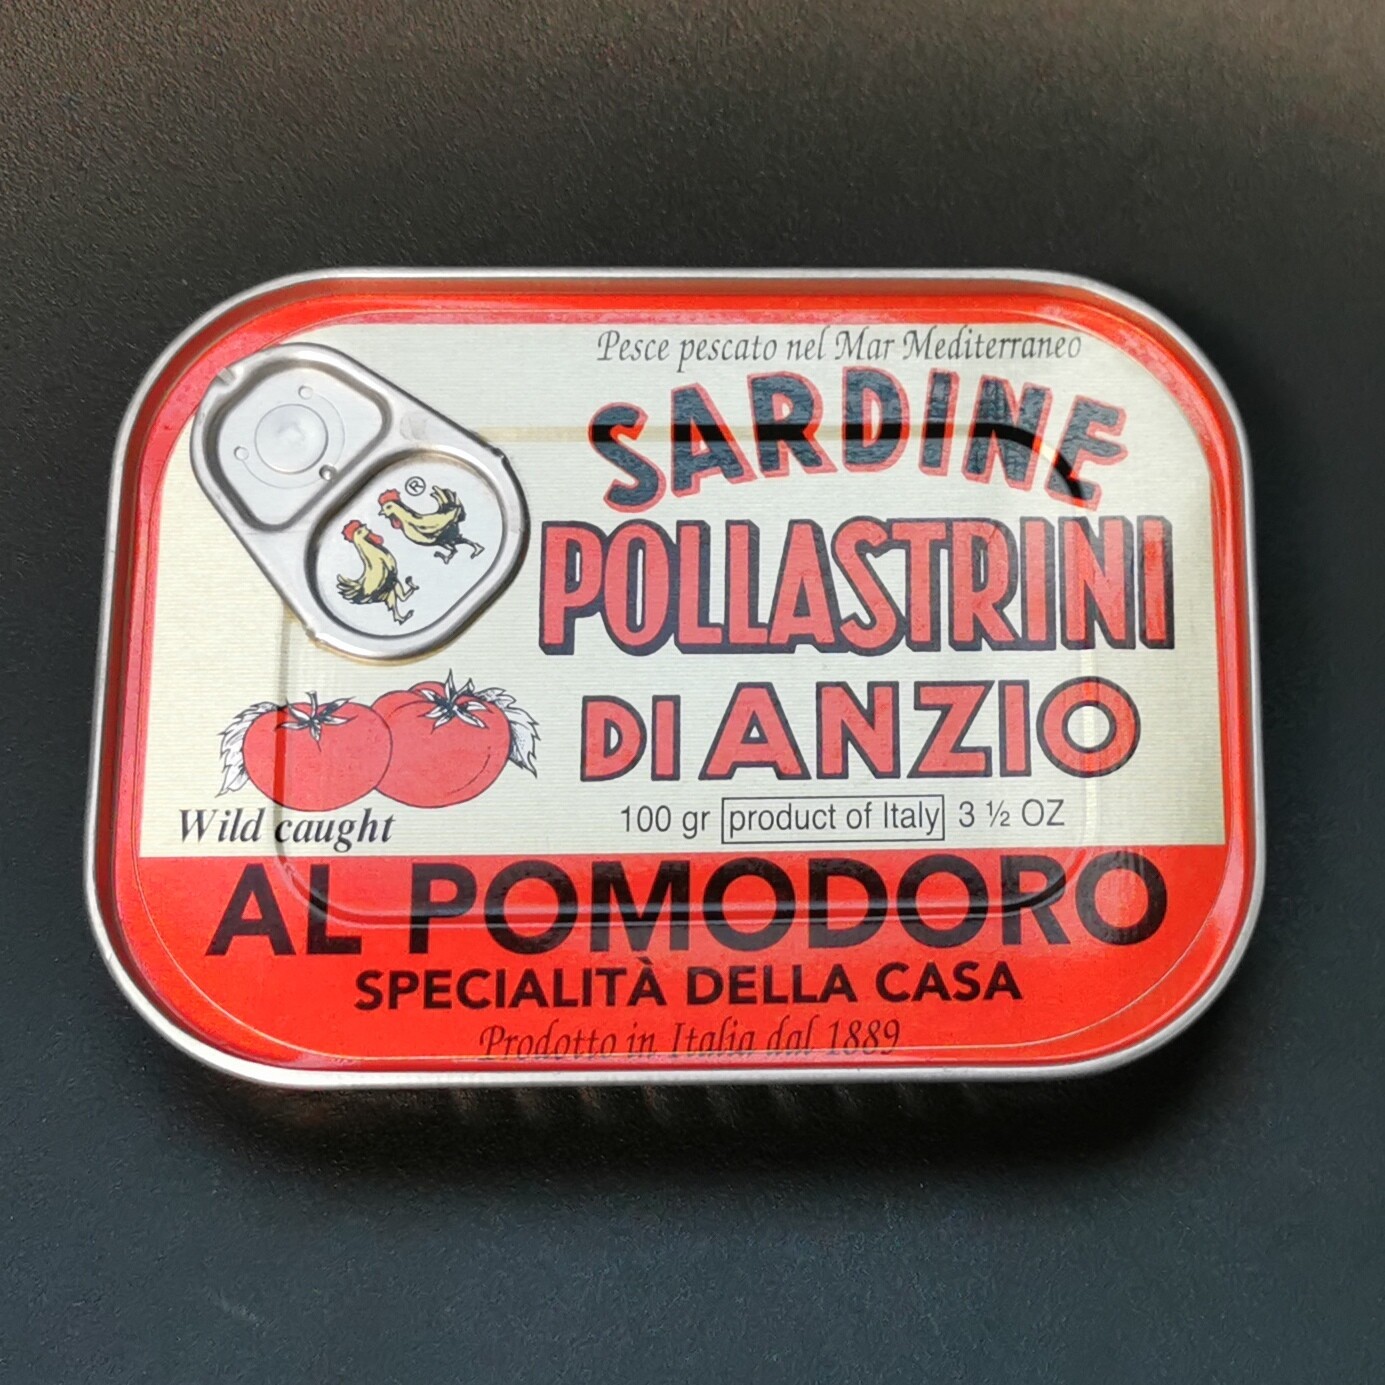 Pesce pescato nel Mar Mediterraneo
SARDINE
®
POLLASTRINI
DI ANZIO
100 gr product of Italy 3 ½ OZ
Wild caught
AL POMODORO
SPECIALITÀ DELLA CASA
Prodotto in Italia dal 1889